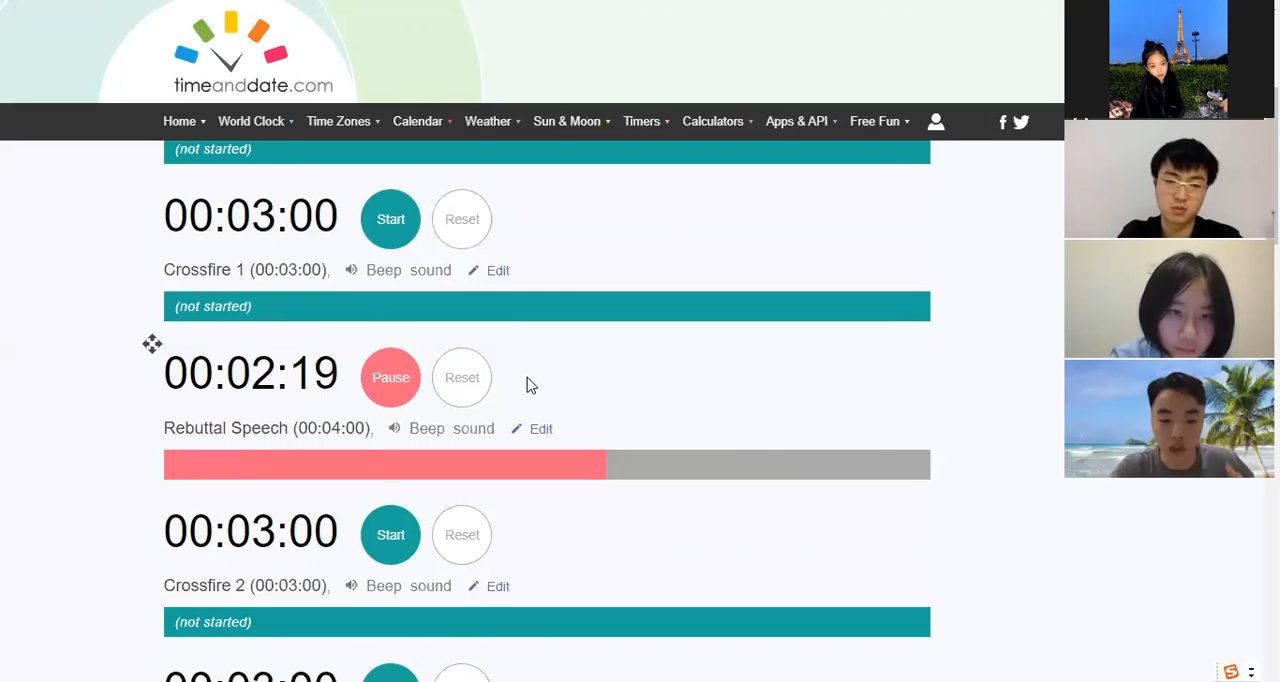 timeanddate.com
Home World Clock Time Zones Calendar Weather Sun & Moon Timers Calculators Apps & API Free Fun
(not started)
00:03:00 Start Reset
Crossfire 1 (00:03:00), Beep sound Edit
(not started)
00:02:19 Pause Reset
Rebuttal Speech (00:04:00), Beep sound Edit
00:03:00 Start Reset
Crossfire 2 (00:03:00), Beep sound Edit
(not started)